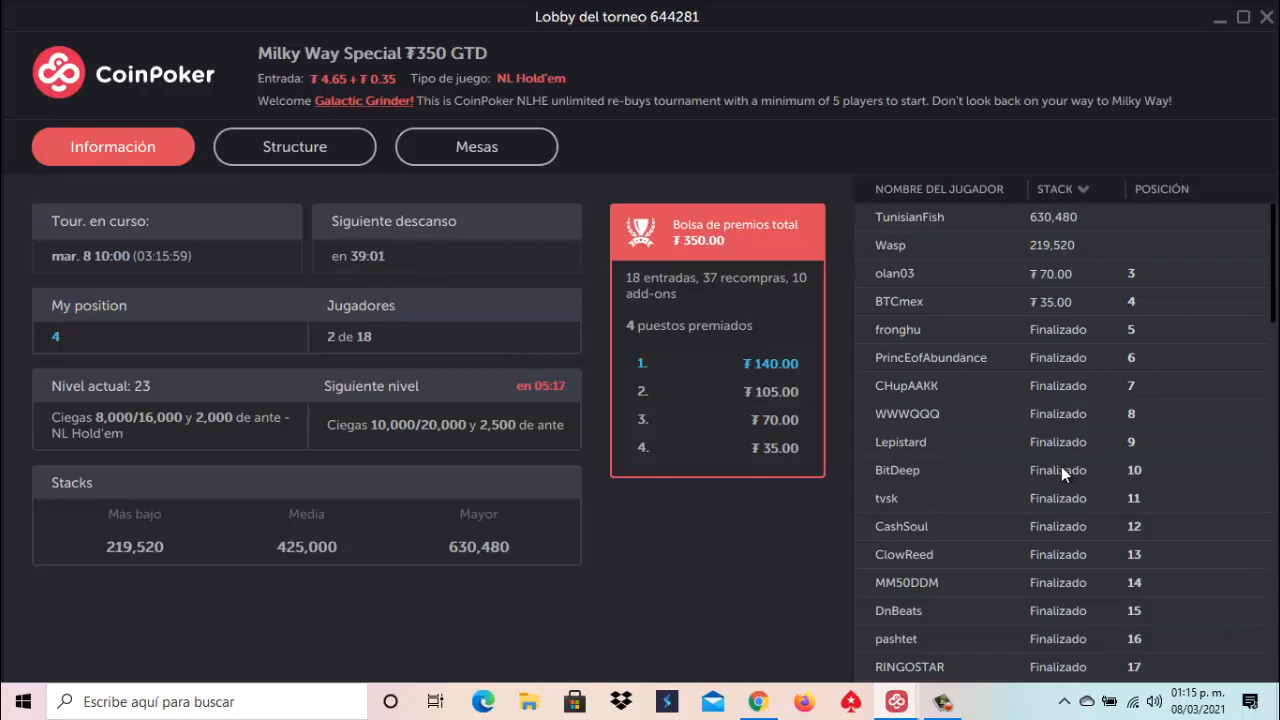 Lobby del torneo 644281
CoinPoker
Milky Way Special ₮350 GTD
Entrada: ₮ 4.65 + ₮ 0.35 Tipo de juego: NL Hold'em
Welcome Galactic Grinder! This is CoinPoker NLHE unlimited re-buys tournament with a minimum of 5 players to start. Don't look back on your way to Milky Way!
Información Structure Mesas
Tour. en curso:
mar. 8 10:00 (03:15:59)
Siguiente descanso
en 39:01
My position
4
Jugadores
2 de 18
Nivel actual: 23
Ciegas 8,000/16,000 y 2,000 de ante -
NL Hold'em
Siguiente nivel en 05:17
Ciegas 10,000/20,000 y 2,500 de ante
Stacks
Más bajo Media Mayor
219,520 425,000 630,480
Bolsa de premios total
₮ 350.00
18 entradas, 37 recompras, 10
add-ons
4 puestos premiados
1. ₮ 140.00
2. ₮ 105.00
3. ₮ 70.00
4. ₮ 35.00
NOMBRE DEL JUGADOR STACK POSICIÓN
TunisianFish 630,480
Wasp 219,520
olan03 ₮ 70.00 3
BTCmex ₮ 35.00 4
fronghu Finalizado 5
PrincEofAbundance Finalizado 6
CHupAAKK Finalizado 7
WWWQQQ Finalizado 8
Lepistard Finalizado 9
BitDeep Finalizado 10
tvsk Finalizado 11
CashSoul Finalizado 12
ClowReed Finalizado 13
MM50DDM Finalizado 14
DnBeats Finalizado 15
pashtet Finalizado 16
RINGOSTAR Finalizado 17
Escribe aquí para buscar
01:15 p. m.
08/03/2021